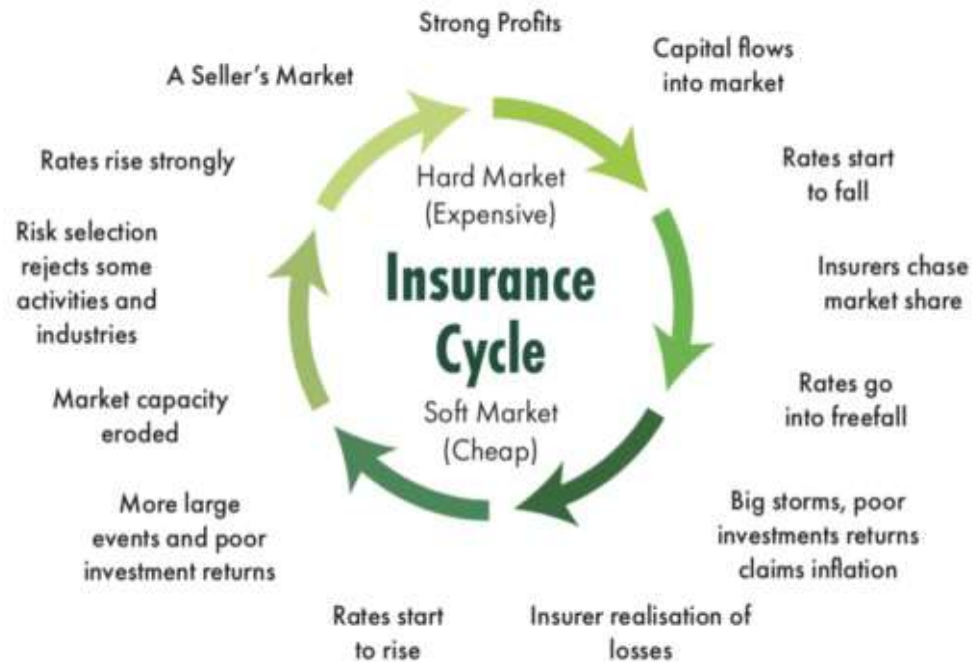 Strong Profits
Capital flows
into market
Rates start
to fall
Insurers chase
market share
Rates go
into freefall
Big storms, poor
investments returns
claims inflation
Insurer realisation of
losses
Rates start
to rise
More large
events and poor
investment returns
Market capacity
eroded
Risk selection
rejects some
activities and
industries
Rates rise strongly
A Seller's Market
Hard Market
(Expensive)
Insurance
Cycle
Soft Market
(Cheap)